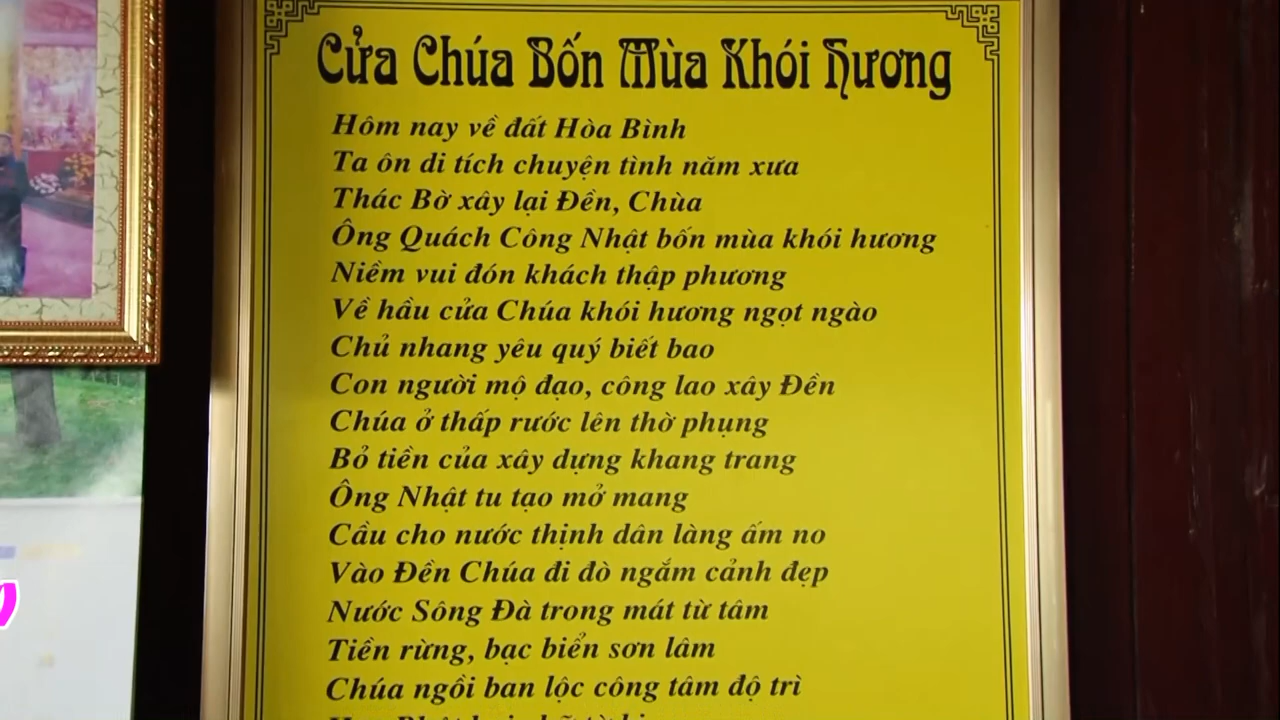 Cửa Chúa Bốn Mùa Khói Hương
Hôm nay về đất Hòa Bình
Ta ôn di tích chuyện tình năm xưa
Thác Bờ xây lại Đền, Chùa
Ông Quách Công Nhật bốn mùa khói hương
Niềm vui đón khách thập phương
Về hầu cửa Chúa khói hương ngọt ngào
Chủ nhang yêu quý biết bao
Con người mộ đạo, công lao xây Đền
Chúa ở thấp rước lên thờ phụng
Bỏ tiền của xây dựng khang trang
Ông Nhật tu tạo mở mang
Cầu cho nước thịnh dân làng ấm no
Vào Đền Chúa đi đò ngắm cảnh đẹp
Nước Sông Đà trong mát từ tâm
Tiền rừng, bạc biển sơn lâm
Chúa ngồi ban lộc công tâm độ trì